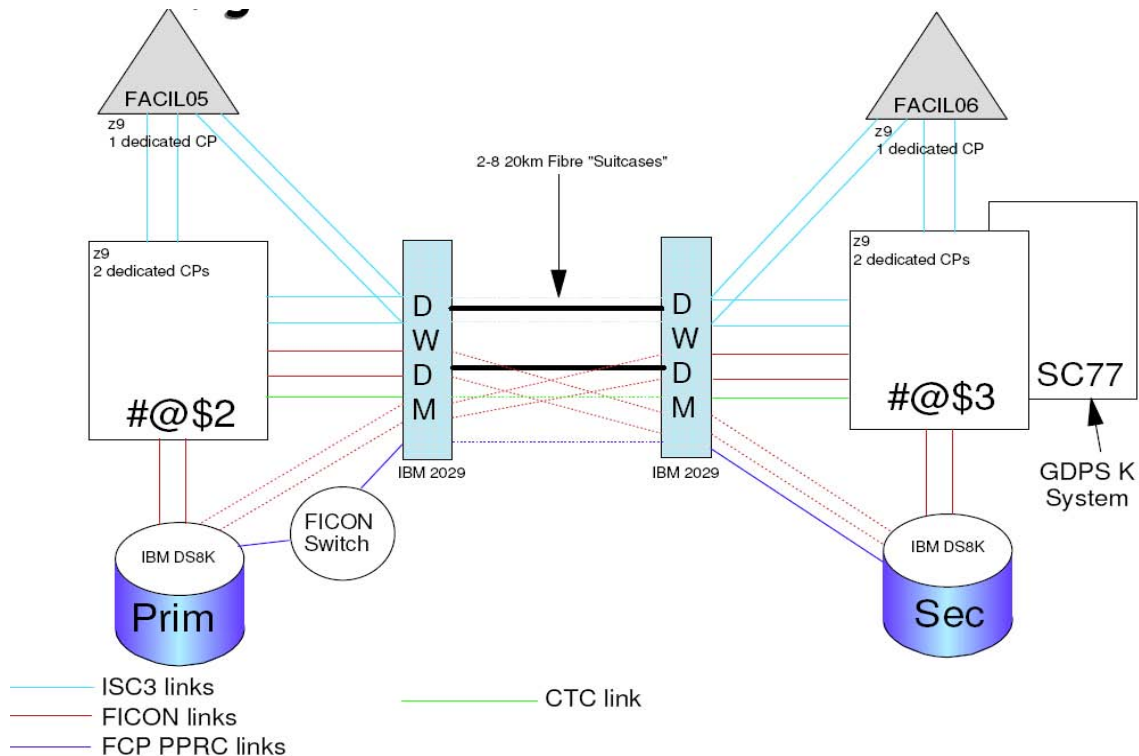 FACIL05
z9
1 dedicated CP
FACIL06
z9
1 dedicated CP
2-8 20km Fibre "Suitcases"
z9
2 dedicated CPs
#@$2
D
W
D
M
IBM 2029
D
W
D
M
IBM 2029
z9
2 dedicated CPs
#@$3
SC77
GDPS K
System
FICON
Switch
IBM DS8K
Prim
IBM DS8K
Sec
ISC3 links
FICON links
FCP PPRC links
CTC link